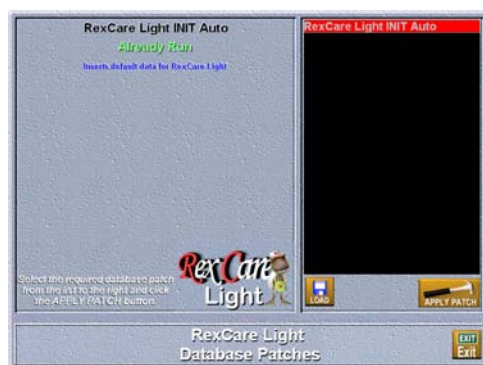 RexCare Light INIT Auto
Already Run
Inserts default data for RexCare Light
Select the required database patch
from the list to the right and click
the APPLY PATCH button.
RexCare
Light
RexCare Light INIT Auto
LOAD
APPLY PATCH
RexCare Light
Database Patches
EXIT
Exit